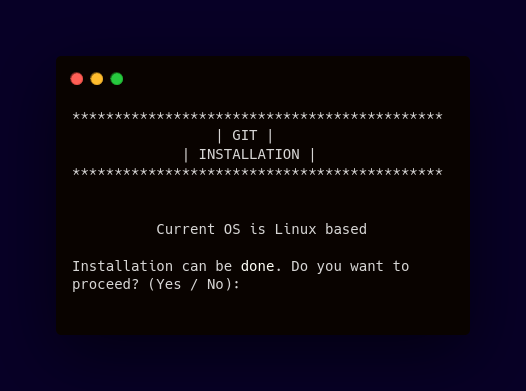 ********************************************
| GIT |
| INSTALLATION |
********************************************
Current OS is Linux based
Installation can be done. Do you want to
proceed? (Yes / No):